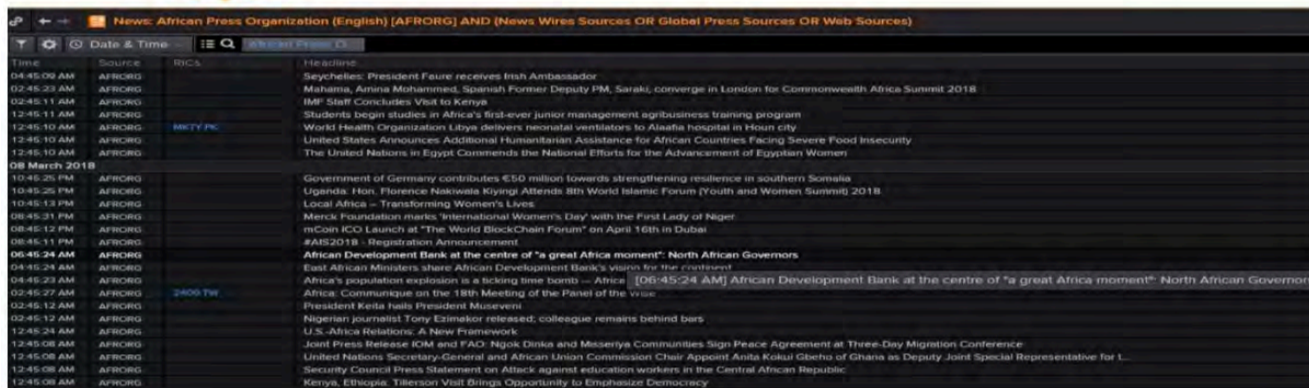 News: African Press Organization (English) [AFRORG] AND (News Wires Sources OR Global Press Sources OR Web Sources)
Date & Time
Time Source RICs Headline
04:45:09 AM AFRORG Seychelles: President Faure receives Irish Ambassador
02:45:23 AM AFRORG Mahama, Amina Mohammed, Spanish Former Deputy PM, Saraki, converge in London for Commonwealth Africa Summit 2018
02:45:11 AM AFRORG IMF Staff Concludes Visit to Kenya
12:45:11 AM AFRORG Students begin studies in Africa's first-ever junior management agribusiness training program
12:45:10 AM AFRORG MKTY.PK World Health Organization Libya delivers neonatal ventilators to Alaafia hospital in Houn city
12:45:10 AM AFRORG United States Announces Additional Humanitarian Assistance for African Countries Facing Severe Food Insecurity
12:45:10 AM AFRORG The United Nations in Egypt Commends the National Efforts for the Advancement of Egyptian Women
08 March 2018
10:45:25 PM AFRORG Government of Germany contributes €50 million towards strengthening resilience in southern Somalia
10:45:25 PM AFRORG Uganda: Hon. Florence Nakiwala Kiyingi Attends 8th World Islamic Forum (Youth and Women Summit) 2018
10:45:13 PM AFRORG Local Africa – Transforming Women's Lives
08:45:31 PM AFRORG Merck Foundation marks 'International Women's Day' with the First Lady of Niger
08:45:12 PM AFRORG mCoin ICO Launch at "The World BlockChain Forum" on April 16th in Dubai
08:45:11 PM AFRORG #AIS2018 - Registration Announcement
06:45:24 AM AFRORG African Development Bank at the centre of "a great Africa moment": North African Governors
04:45:24 AM AFRORG East African Ministers share African Development Bank's vision for the continent
04:45:23 AM AFRORG Africa's population explosion is a ticking time bomb – Africa [06:45:24 AM] African Development Bank at the centre of "a great Africa moment": North African Governor
02:45:27 AM AFRORG 2400.TW Africa: Communique on the 18th Meeting of the Panel of the Wise
02:45:12 AM AFRORG President Keita hails President Museveni
02:45:12 AM AFRORG Nigerian journalist Tony Ezimakor released; colleague remains behind bars
12:45:24 AM AFRORG U.S.-Africa Relations: A New Framework
12:45:08 AM AFRORG Joint Press Release IOM and FAO: Ngok Dinka and Misseriya Communities Sign Peace Agreement at Three-Day Migration Conference
12:45:08 AM AFRORG United Nations Secretary-General and African Union Commission Chair Appoint Anita Kokui Gbeho of Ghana as Deputy Joint Special Representative for t...
12:45:08 AM AFRORG Security Council Press Statement on Attack against education workers in the Central African Republic
12:45:08 AM AFRORG Kenya, Ethiopia: Tillerson Visit Brings Opportunity to Emphasize Democracy